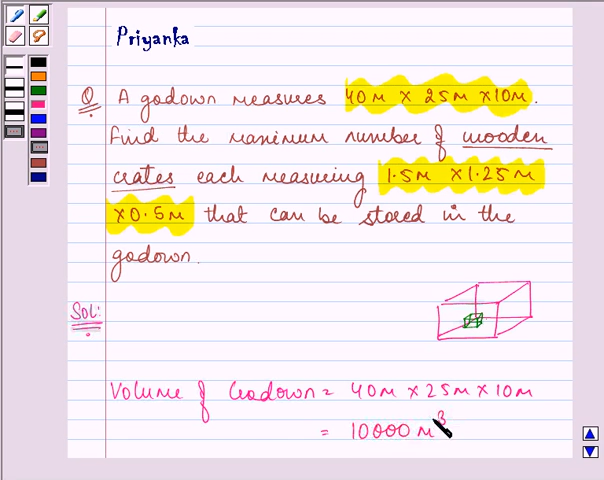 Priyanka
Q A godown measures 40m x 25m x 10m.
Find the maximum number of wooden
crates each measuring 1.5m x 1.25m
x 0.5m that can be stored in the
godown.
Sol:
Volume of Godown = 40m x 25m x 10m
= 10000 m³